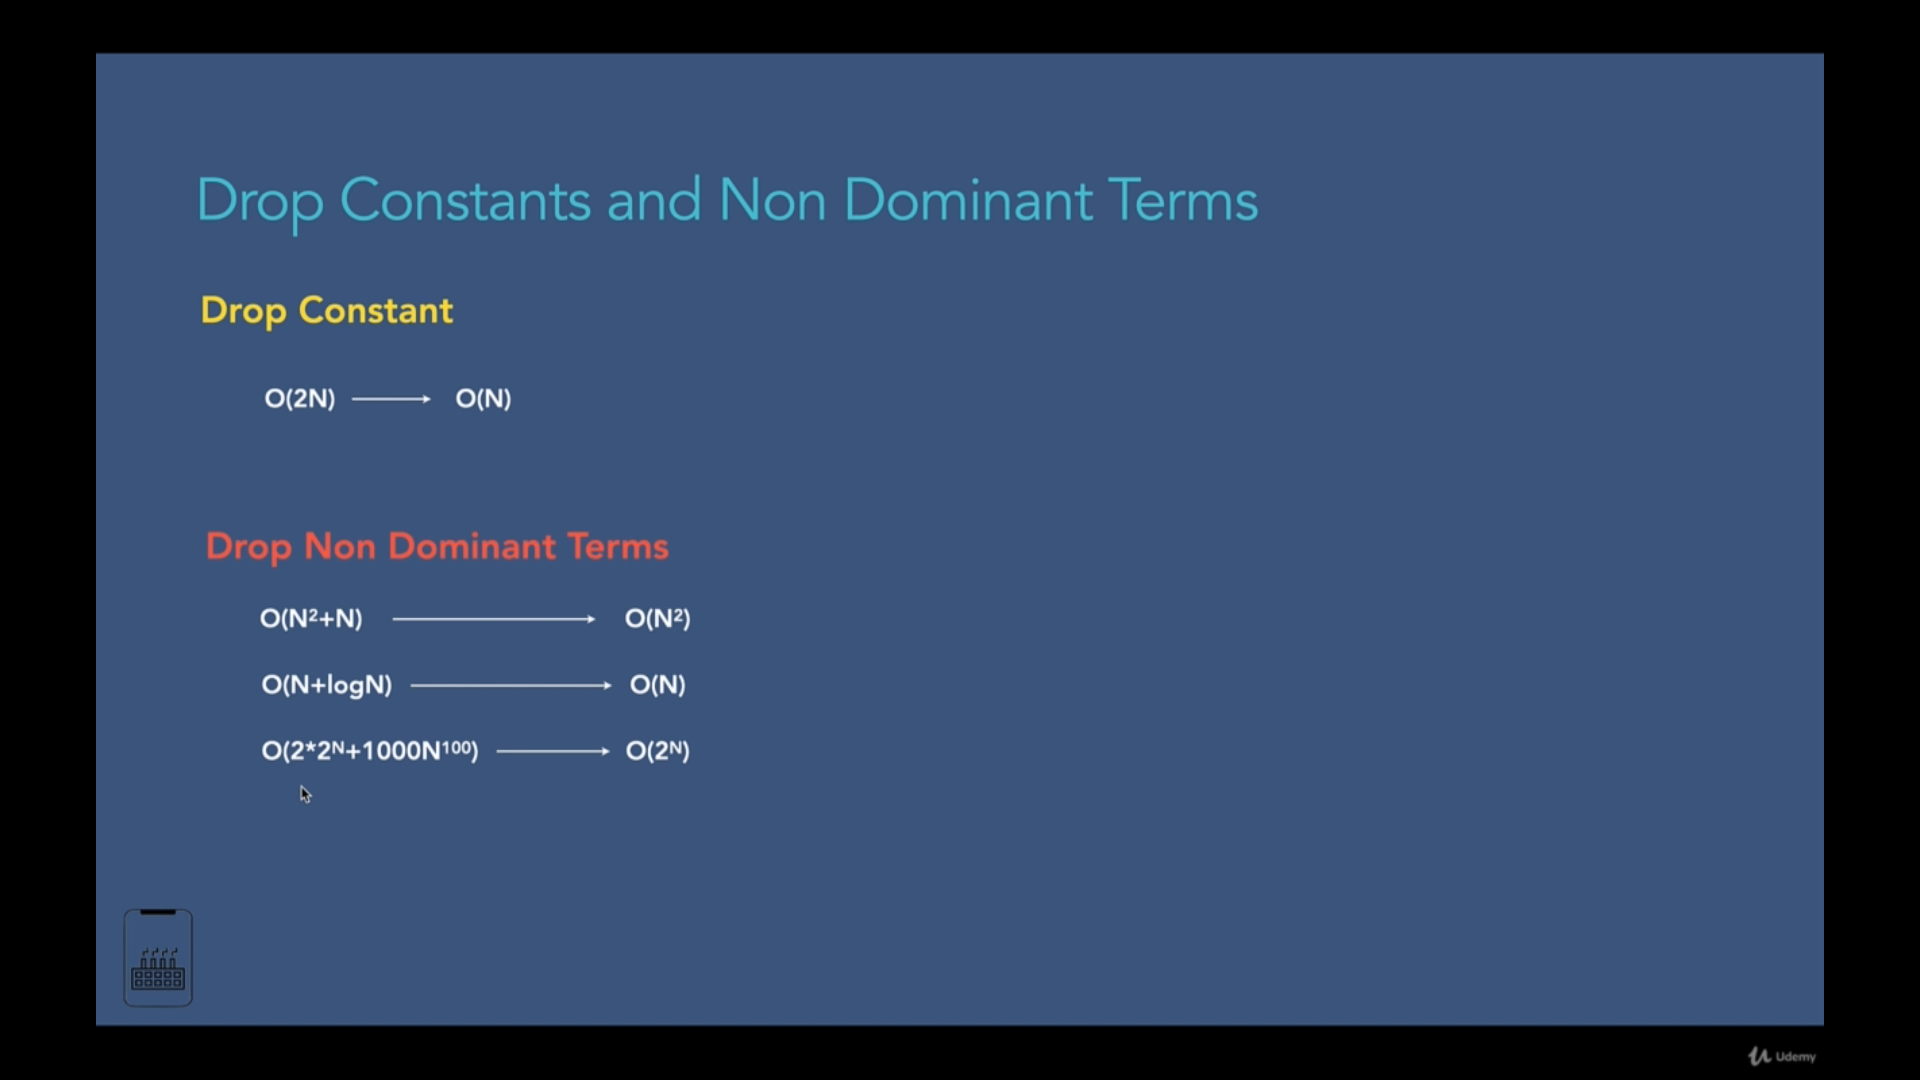 Drop Constants and Non Dominant Terms
Drop Constant
O(2N) → O(N)
Drop Non Dominant Terms
O(N²+N) → O(N²)
O(N+logN) → O(N)
O(2*2ᴺ+1000N¹⁰⁰) → O(2ᴺ)
Udemy